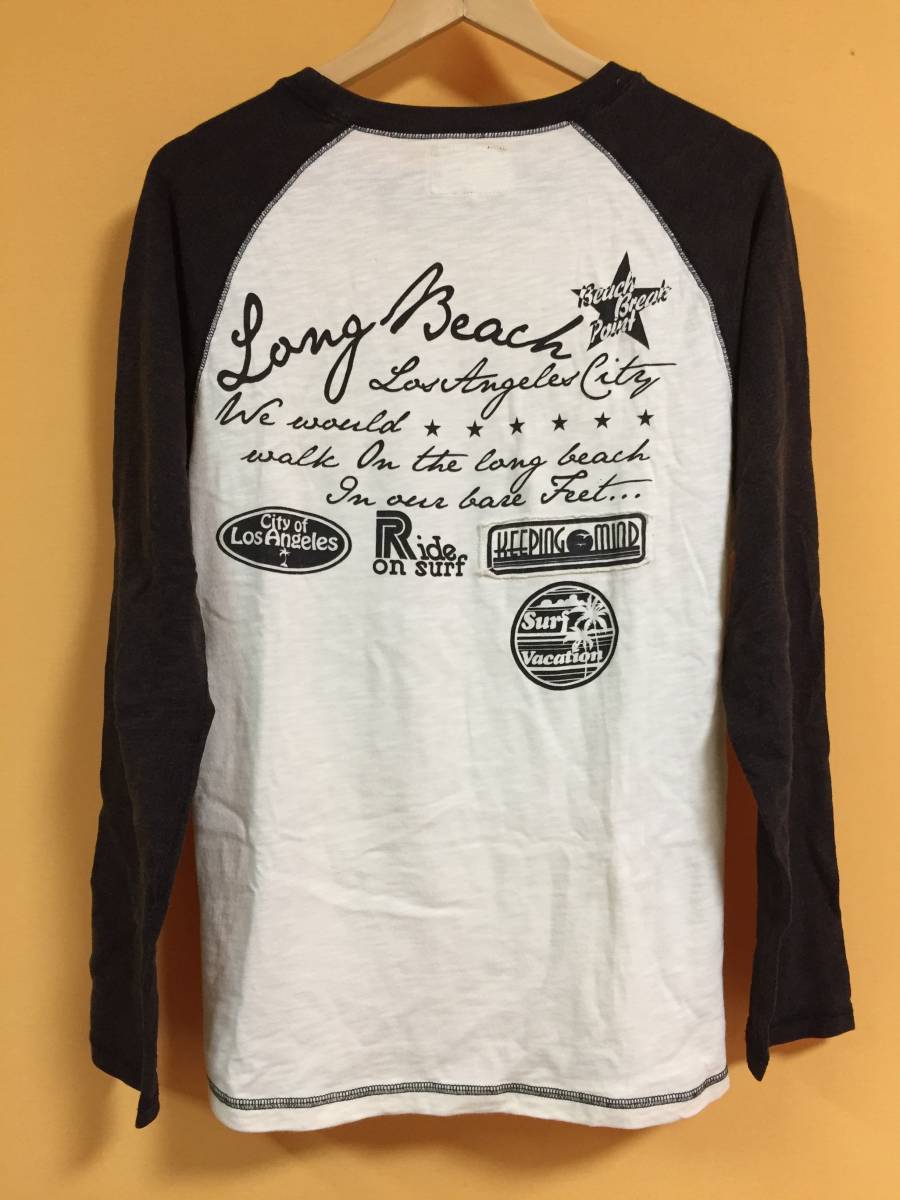 Long Beach
Beach
Break
Point
Los Angeles City
We would ★ ★ ★ ★ ★ ★
walk On the long beach
In our bare Feet...
City of
Los Angeles
Ride
on surf
KEEPING MIND
Surf
Vacation